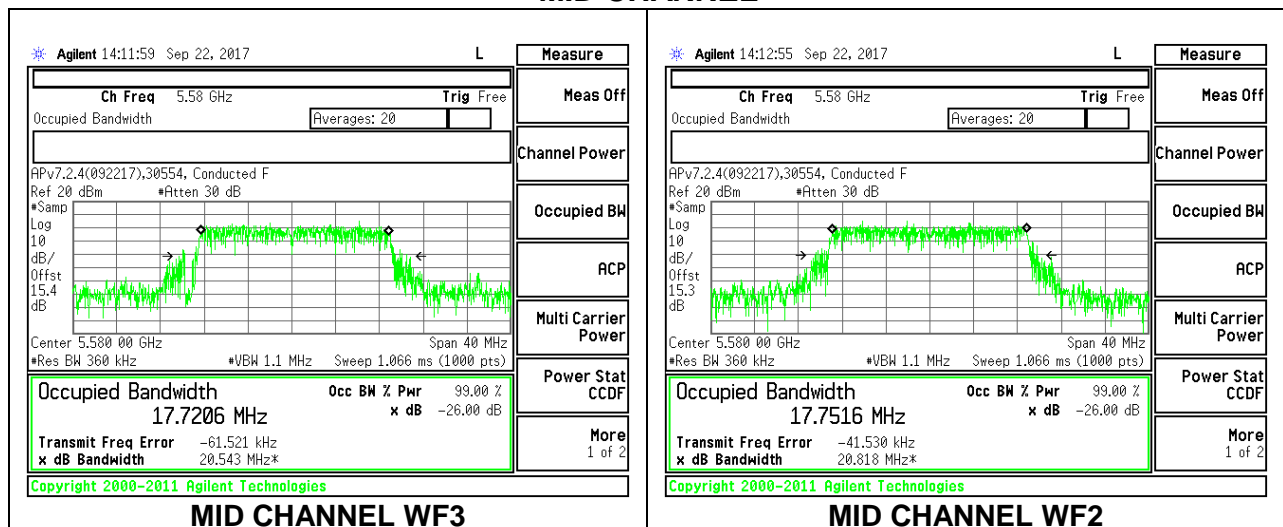 Agilent 14:11:59 Sep 22, 2017 L
Measure
Ch Freq 5.58 GHz Trig Free
Occupied Bandwidth Averages: 20
APv7.2.4(092217),30554, Conducted F
Ref 20 dBm #Atten 30 dB
#Samp
Log
10
dB/
Offst
15.4
dB
Center 5.580 00 GHz Span 40 MHz
#Res BW 360 kHz #VBW 1.1 MHz Sweep 1.066 ms (1000 pts)
Occupied Bandwidth Occ BW % Pwr 99.00 %
17.7206 MHz x dB -26.00 dB
Transmit Freq Error -61.521 kHz
x dB Bandwidth 20.543 MHz*
Copyright 2000-2011 Agilent Technologies
Meas Off
Channel Power
Occupied BW
ACP
Multi Carrier
Power
Power Stat
CCDF
More
1 of 2
MID CHANNEL WF3
Agilent 14:12:55 Sep 22, 2017 L
Measure
Ch Freq 5.58 GHz Trig Free
Occupied Bandwidth Averages: 20
APv7.2.4(092217),30554, Conducted F
Ref 20 dBm #Atten 30 dB
#Samp
Log
10
dB/
Offst
15.3
dB
Center 5.580 00 GHz Span 40 MHz
#Res BW 360 kHz #VBW 1.1 MHz Sweep 1.066 ms (1000 pts)
Occupied Bandwidth Occ BW % Pwr 99.00 %
17.7516 MHz x dB -26.00 dB
Transmit Freq Error -41.530 kHz
x dB Bandwidth 20.818 MHz*
Copyright 2000-2011 Agilent Technologies
Meas Off
Channel Power
Occupied BW
ACP
Multi Carrier
Power
Power Stat
CCDF
More
1 of 2
MID CHANNEL WF2